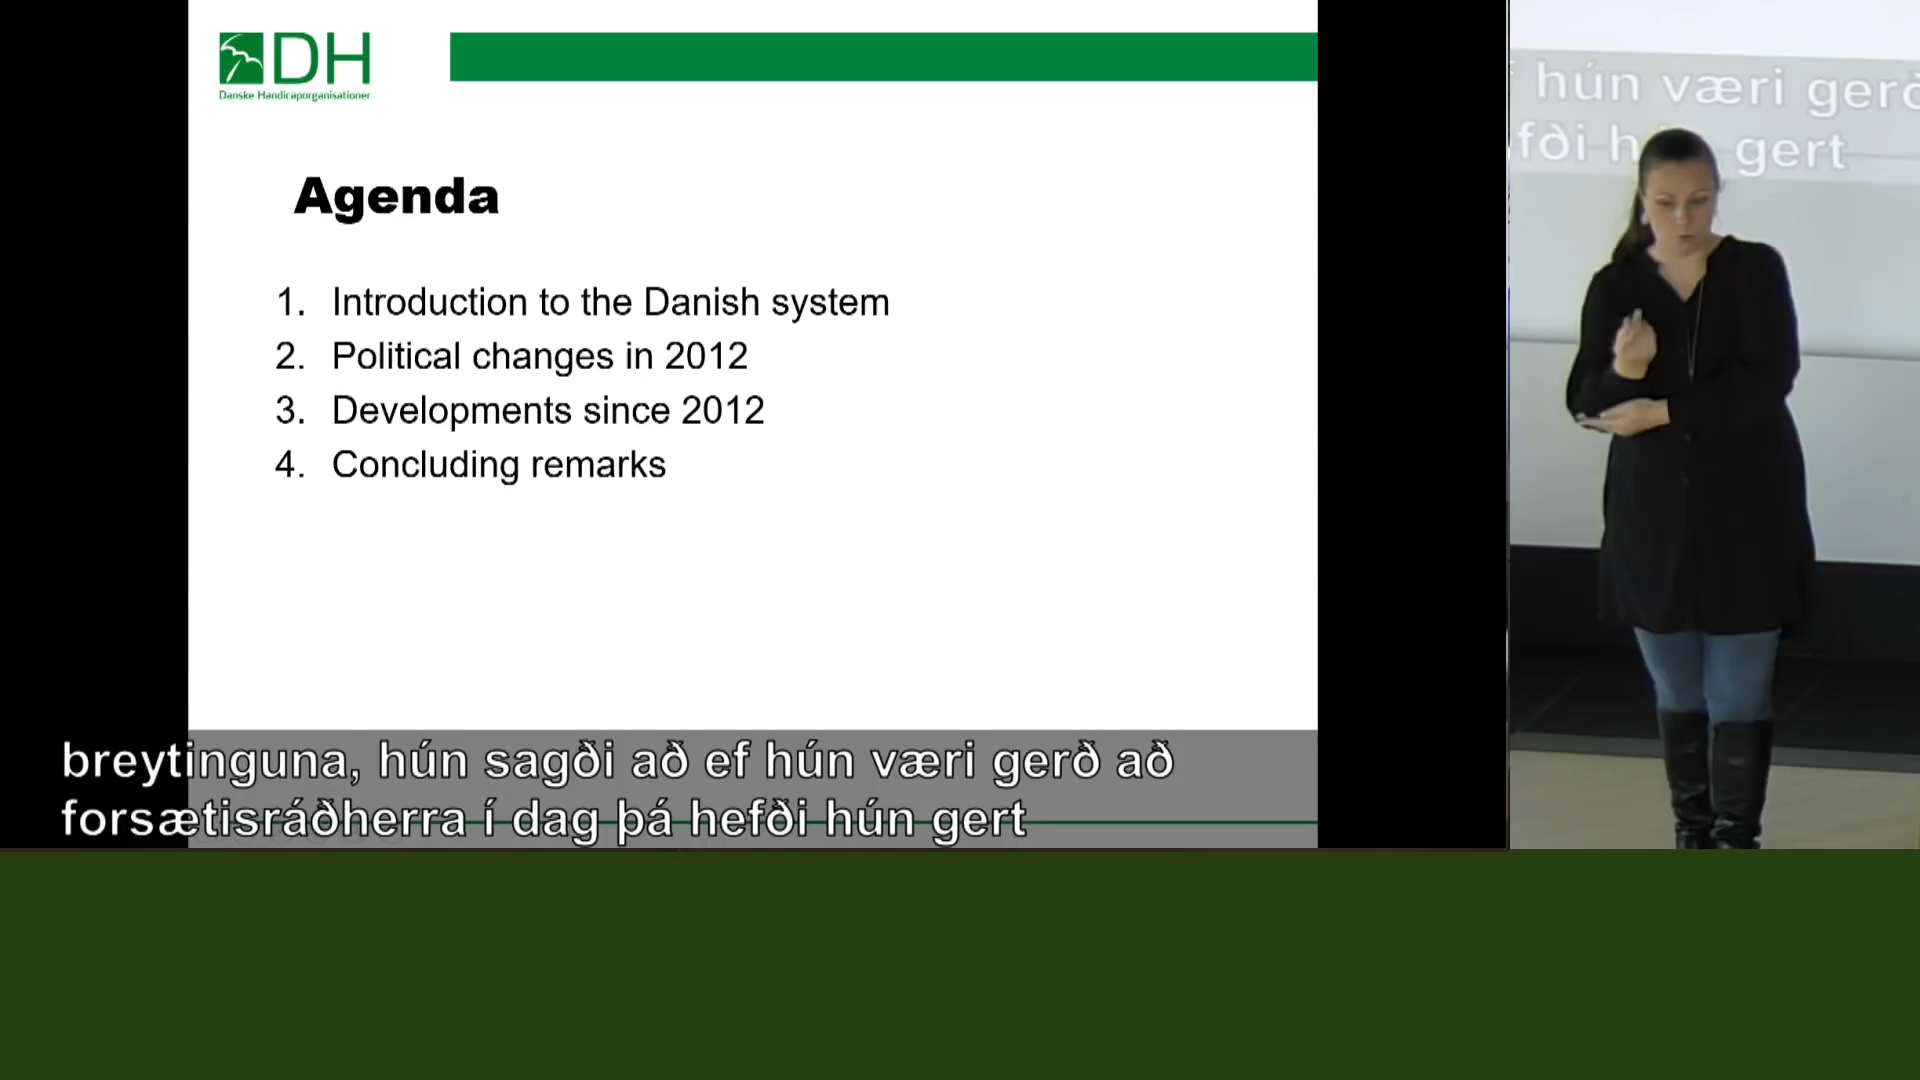 DH
Danske Handicaporganisationer
Agenda
1. Introduction to the Danish system
2. Political changes in 2012
3. Developments since 2012
4. Concluding remarks
breytinguna, hún sagði að ef hún væri gerð að
forsætisráðherra í dag þá hefði hún gert
hún væri gerð
gert